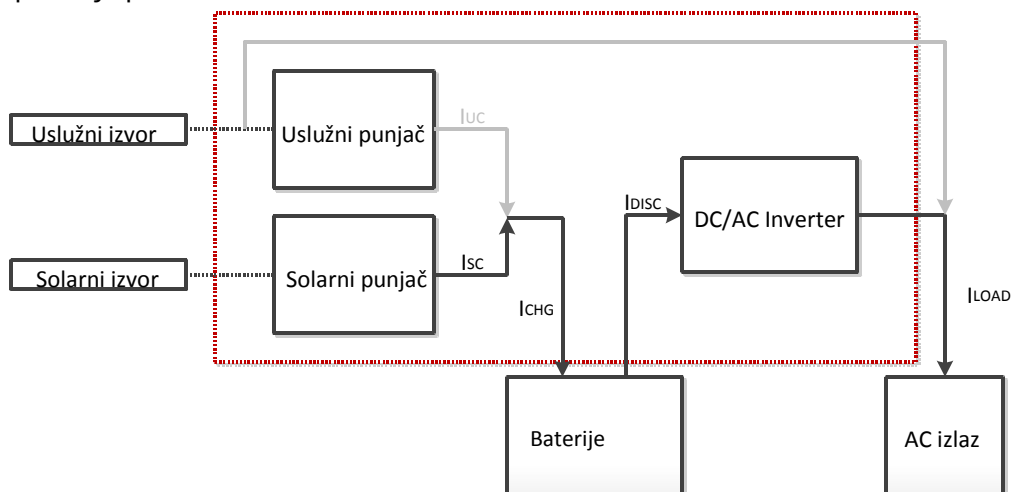 Uslužni izvor
Uslužni punjač
IUC
DC/AC Inverter
IDISC
Solarni izvor
Solarni punjač
ISC
ICHG
ILOAD
Baterije
AC izlaz